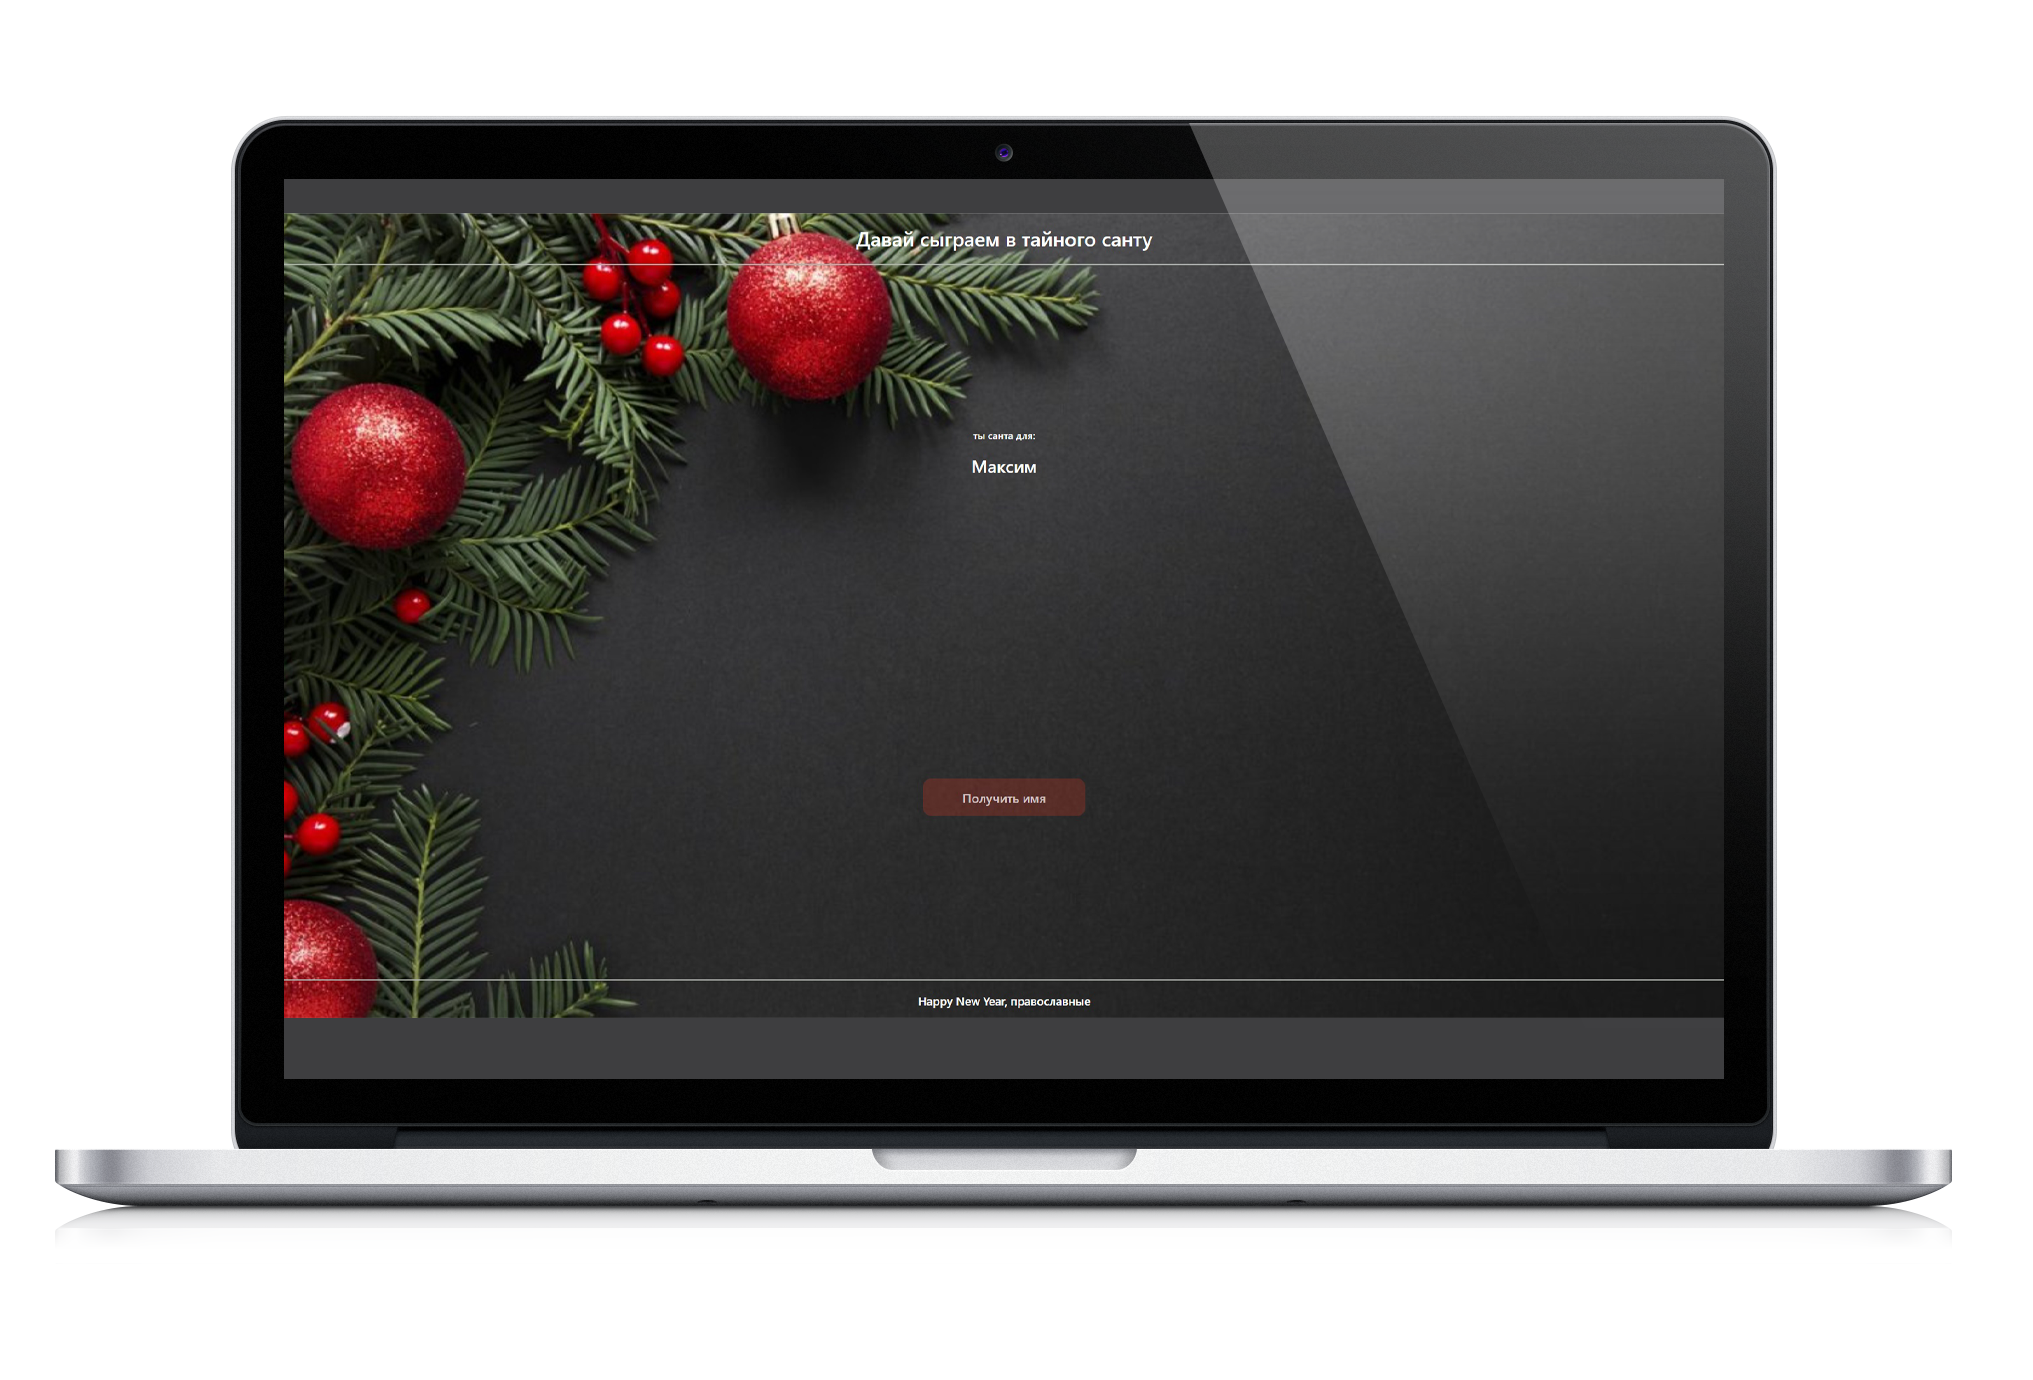 Давай сыграем в тайного санту
ты санта для:
Максим
Получить имя
Happy New Year, православные